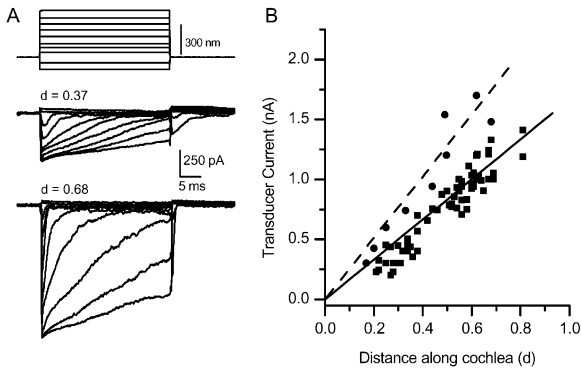 A
300 nm
d = 0.37
250 pA
5 ms
d = 0.68
B
2.0
1.5
1.0
0.5
0.0
Transducer Current (nA)
0.0
0.2
0.4
0.6
0.8
1.0
Distance along cochlea (d)